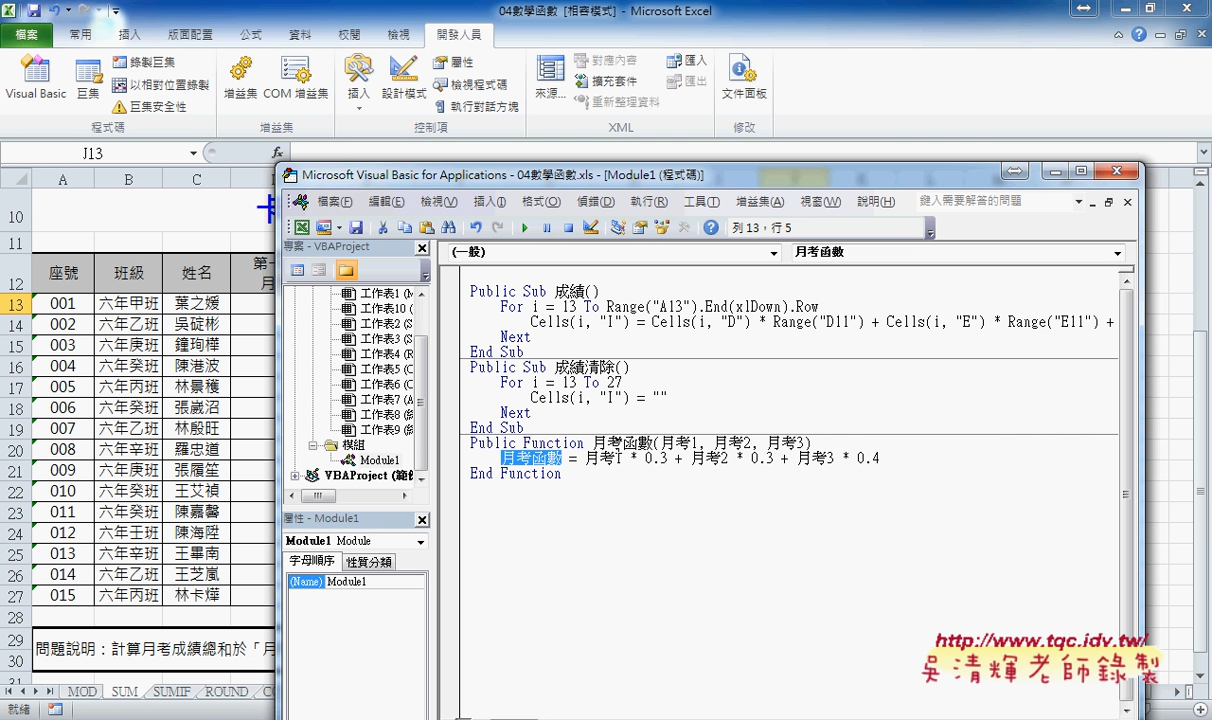 04數學函數 [相容模式] - Microsoft Excel
檔案 常用 插入 版面配置 公式 資料 校閱 檢視 開發人員
Visual Basic 巨集 錄製巨集 以相對位置錄製 巨集安全性 增益集 COM 增益集 插入 設計模式 屬性 檢視程式碼 執行對話方塊 來源... 對應內容 擴充套件 重新整理資料 匯入 匯出 文件面板
程式碼 增益集 控制項 XML 修改
J13 fx
A B C
10
11
12 座號 班級 姓名 第一
月
13 001 六年甲班 葉之媛
14 002 六年乙班 吳碇彬
15 003 六年庚班 鐘珣樺
16 004 六年癸班 陳港波
17 005 六年丙班 林景穫
18 006 六年癸班 張崴沼
19 007 六年乙班 林殷旺
20 008 六年辛班 羅忠道
21 009 六年庚班 張履笙
22 010 六年癸班 王艾禎
23 011 六年癸班 陳嘉馨
24 012 六年壬班 陳海陞
25 013 六年辛班 王畢南
26 014 六年乙班 王芝嵐
27 015 六年丙班 林卡燁
28
29
30 問題說明：計算月考成績總和於「月
31
MOD SUM SUMIF ROUND
就緒
Microsoft Visual Basic for Applications - 04數學函數.xls - [Module1 (程式碼)]
檔案(F) 編輯(E) 檢視(V) 插入(I) 格式(O) 偵錯(D) 執行(R) 工具(T) 增益集(A) 視窗(W) 說明(H) 鍵入需要解答的問題
列 13，行 5
專案 - VBAProject
工作表1 (M
工作表10 (
工作表2 (S
工作表3 (S
工作表4 (R
工作表5 (C
工作表6 (C
工作表7 (A
工作表8 (
工作表9 (
模組
Module1
VBAProject (範
屬性 - Module1
Module1 Module
字母順序 性質分類
(Name) Module1
(一般) 月考函數
Public Sub 成績()
For i = 13 To Range("A13").End(xlDown).Row
Cells(i, "I") = Cells(i, "D") * Range("D11") + Cells(i, "E") * Range("E11") +
Next
End Sub
Public Sub 成績清除()
For i = 13 To 27
Cells(i, "I") = ""
Next
End Sub
Public Function 月考函數(月考1, 月考2, 月考3)
月考函數 = 月考1 * 0.3 + 月考2 * 0.3 + 月考3 * 0.4
End Function
http://www.tqc.idv.tw/
吳清輝老師錄製